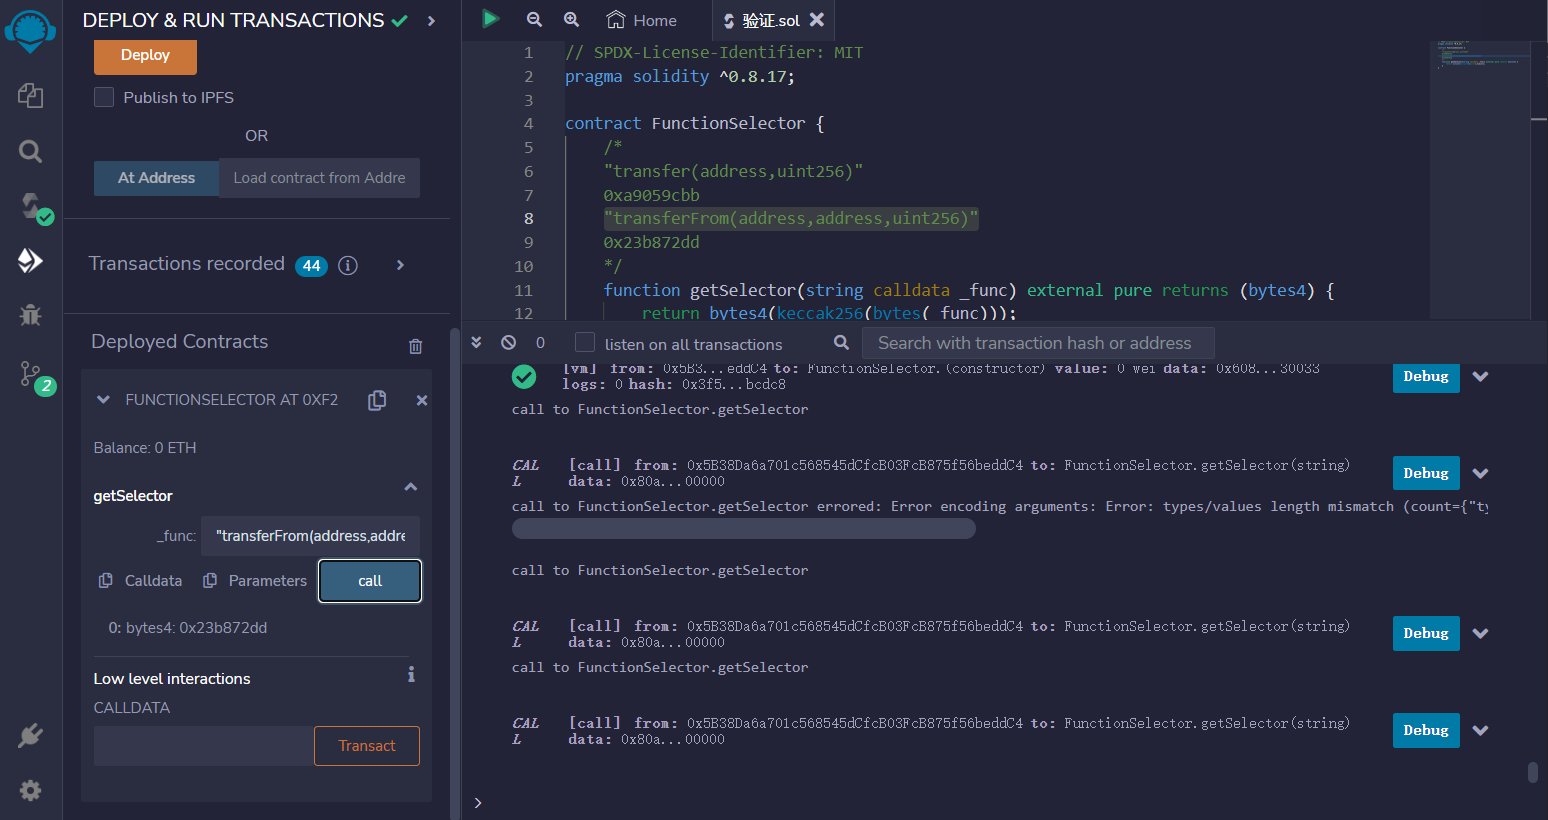 DEPLOY & RUN TRANSACTIONS
Deploy
Publish to IPFS
OR
At Address
Load contract from Addre
Transactions recorded 44
Deployed Contracts
2
FUNCTIONSELECTOR AT 0XF2
Balance: 0 ETH
getSelector
_func: "transferFrom(address,addre
Calldata Parameters call
0: bytes4: 0x23b872dd
Low level interactions
CALLDATA
Transact
Home 验证.sol
1 // SPDX-License-Identifier: MIT
2 pragma solidity ^0.8.17;
3
4 contract FunctionSelector {
5 /*
6 "transfer(address,uint256)"
7 0xa9059cbb
8 "transferFrom(address,address,uint256)"
9 0x23b872dd
10 */
11 function getSelector(string calldata _func) external pure returns (bytes4) {
12 return bytes4(keccak256(bytes(_func)));
0 listen on all transactions Search with transaction hash or address
[vm] from: 0x5B3...eddC4 to: FunctionSelector.(constructor) value: 0 wei data: 0x608...30033 Debug
logs: 0 hash: 0x3f5...bcdc8
call to FunctionSelector.getSelector
CAL [call] from: 0x5B38Da6a701c568545dCfcB03FcB875f56beddC4 to: FunctionSelector.getSelector(string) Debug
L data: 0x80a...00000
call to FunctionSelector.getSelector errored: Error encoding arguments: Error: types/values length mismatch (count={"ty
call to FunctionSelector.getSelector
CAL [call] from: 0x5B38Da6a701c568545dCfcB03FcB875f56beddC4 to: FunctionSelector.getSelector(string) Debug
L data: 0x80a...00000
call to FunctionSelector.getSelector
CAL [call] from: 0x5B38Da6a701c568545dCfcB03FcB875f56beddC4 to: FunctionSelector.getSelector(string) Debug
L data: 0x80a...00000
>